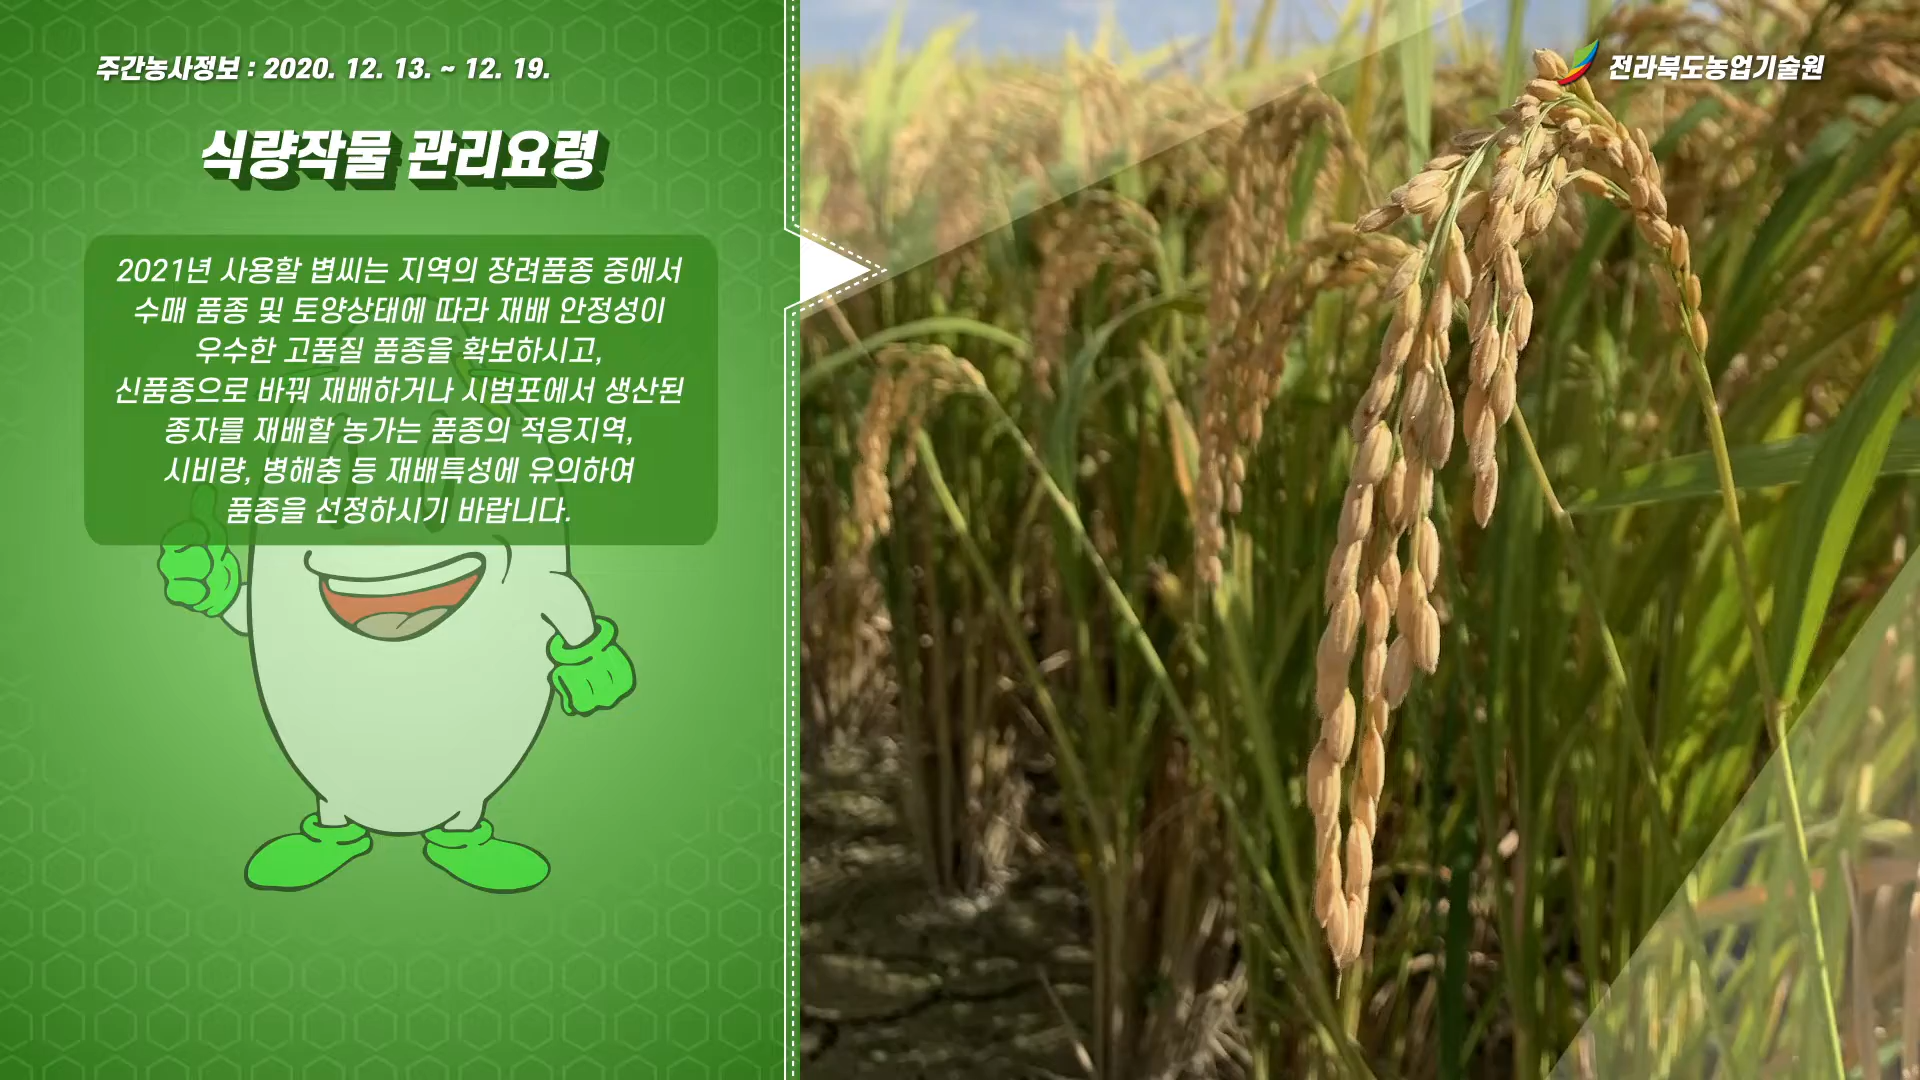 주간농사정보 : 2020. 12. 13. ~ 12. 19.
전라북도농업기술원
식량작물 관리요령
2021년 사용할 볍씨는 지역의 장려품종 중에서
수매 품종 및 토양상태에 따라 재배 안정성이
우수한 고품질 품종을 확보하시고,
신품종으로 바꿔 재배하거나 시범포에서 생산된
종자를 재배할 농가는 품종의 적응지역,
시비량, 병해충 등 재배특성에 유의하여
품종을 선정하시기 바랍니다.